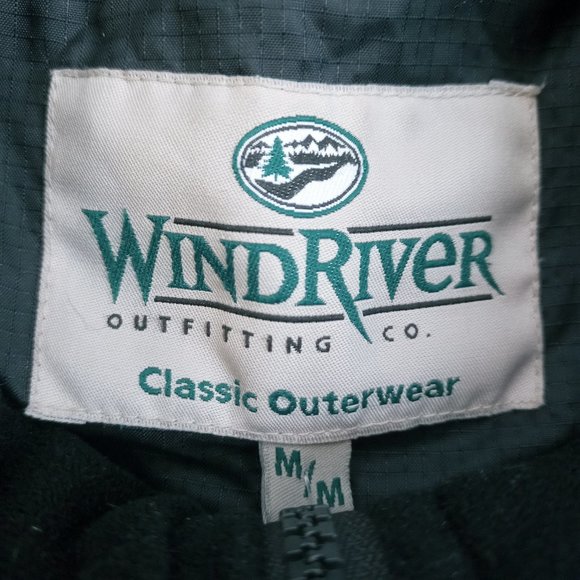 WINDRIVER
OUTFITTING CO.
Classic Outerwear
M/M